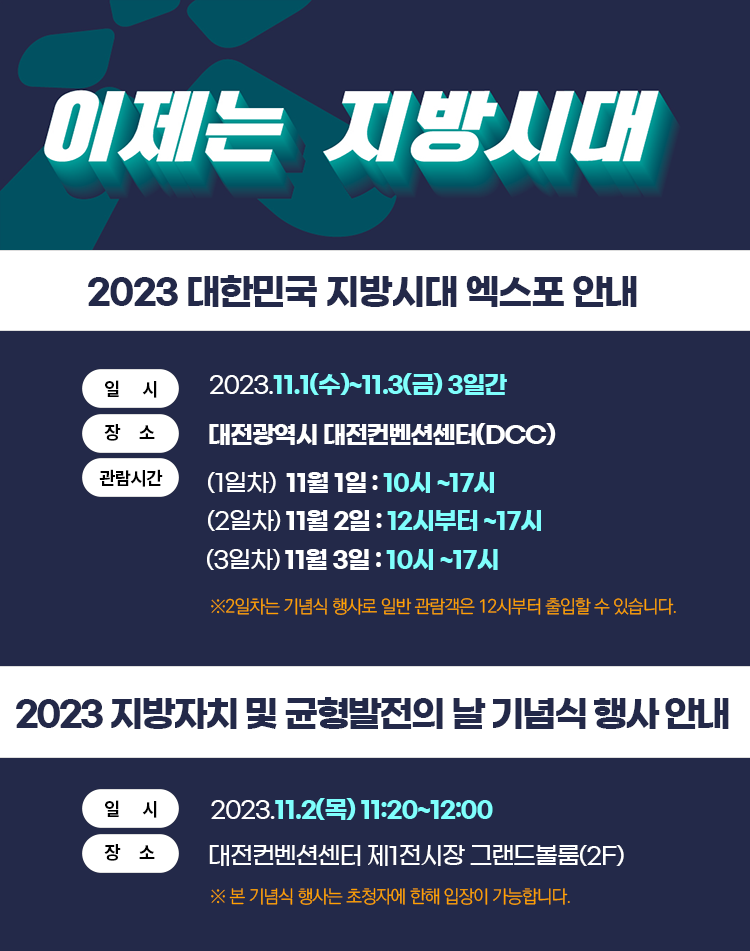 이제는 지방시대
2023 대한민국 지방시대 엑스포 안내
일 시 2023.11.1(수)~11.3(금) 3일간
장 소 대전광역시 대전컨벤션센터(DCC)
관람시간 (1일차) 11월 1일 : 10시 ~17시
(2일차) 11월 2일 : 12시부터 ~17시
(3일차) 11월 3일 : 10시 ~17시
※2일차는 기념식 행사로 일반 관람객은 12시부터 출입할 수 있습니다.
2023 지방자치 및 균형발전의 날 기념식 행사 안내
일 시 2023.11.2(목) 11:20~12:00
장 소 대전컨벤션센터 제1전시장 그랜드볼룸(2F)
※ 본 기념식 행사는 초청자에 한해 입장이 가능합니다.